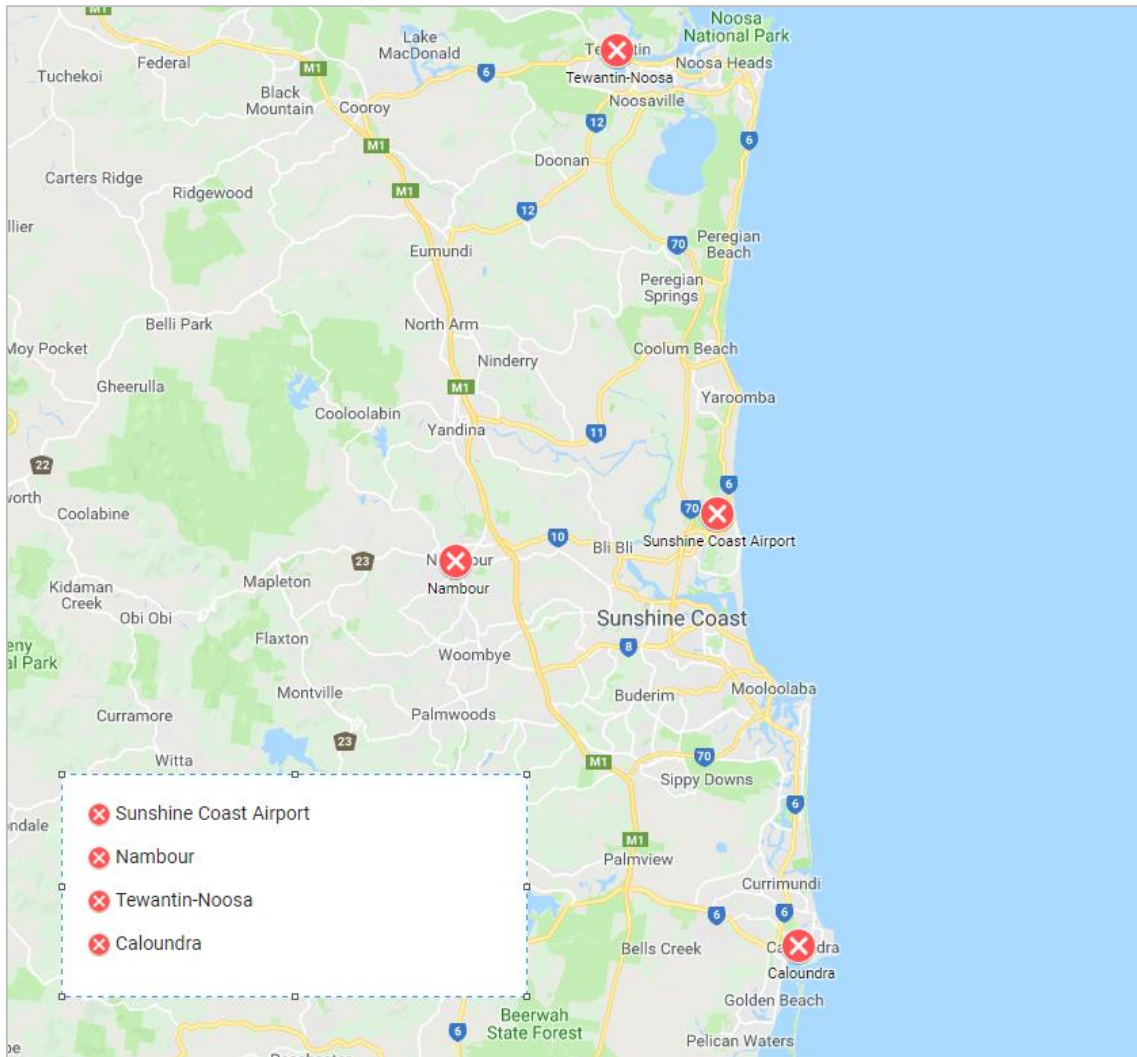 Noosa
National Park
Lake
MacDonald
Federal
Tuchekoi
M1
M1
6
Tewantin-Noosa
Noosa Heads
Black
Mountain
Cooroy
Noosaville
12
6
M1
Doonan
Carters Ridge
Ridgewood
M1
12
llier
Eumundi
70
Peregian
Beach
Peregian
Springs
Belli Park
North Arm
Moy Pocket
Ninderry
Coolum Beach
Gheerulla
M1
Yaroomba
Cooloolabin
Yandina
11
22
6
worth
Coolabine
70
10
Bli Bli
Sunshine Coast Airport
23
Nambour
Mapleton
Kidaman
Creek
Obi Obi
Sunshine Coast
eny
al Park
Flaxton
Woombye
8
Montville
Buderim
Mooloolaba
Curramore
Palmwoods
23
Witta
M1
70
Sippy Downs
6
ondale
Sunshine Coast Airport
Nambour
Tewantin-Noosa
Caloundra
M1
Palmview
Currimundi
6
6
Bells Creek
Caloundra
Golden Beach
Beerwah
State Forest
6
Pelican Waters